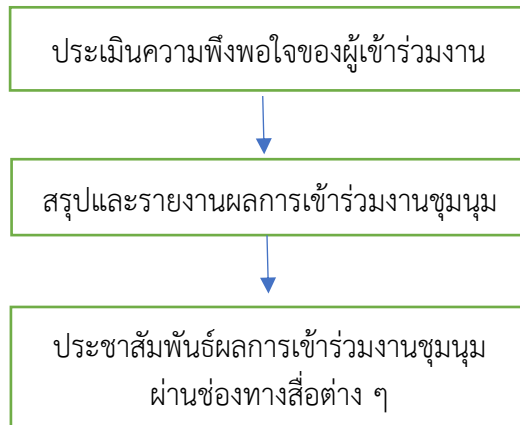 ประเมินความพึงพอใจของผู้เข้าร่วมงาน
สรุปและรายงานผลการเข้าร่วมงานชุมนุม
ประชาสัมพันธ์ผลการเข้าร่วมงานชุมนุม
ผ่านช่องทางสื่อต่าง ๆ